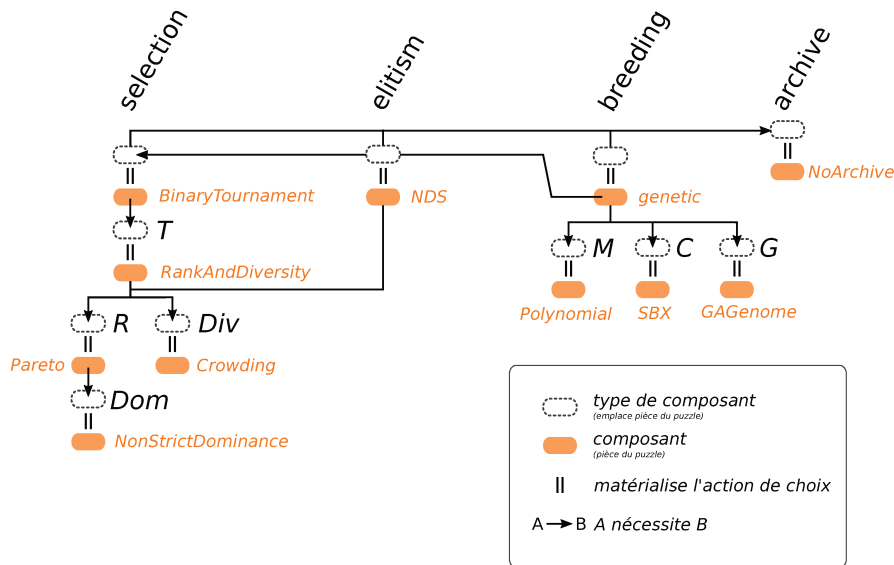 selection
elitism
breeding
archive
BinaryTournament
NDS
genetic
NoArchive
T
M
C
G
RankAndDiversity
Polynomial
SBX
GAGenome
R
Div
Pareto
Crowding
Dom
NonStrictDominance
type de composant
(emplace pièce du puzzle)
composant
(pièce du puzzle)
matérialise l'action de choix
A B A nécessite B